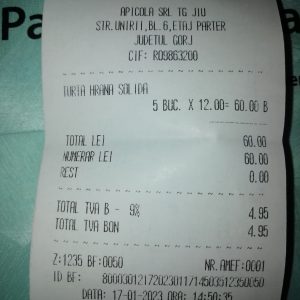 Pa
APICOLA SRL TG JIU
STR.UNIRII,BL.6,ETAJ PARTER
JUDETUL GORJ
CIF: RO9863200
TURTA HRANA SOLIDA
5 BUC. X 12.00= 60.00 B
TOTAL LEI 60.00
NUMERAR LEI 60.00
REST 0.00
TOTAL TVA B - 9% 4.95
TOTAL TVA BON 4.95
Z:1235 BF:0050 NR.AMEF:0001
ID BF:
DATA: 17-01-2023 ORA: 14:50:35